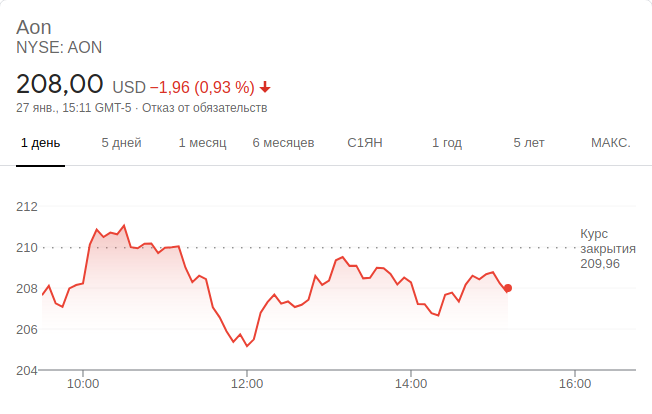 Aon
NYSE: AON
208,00 USD −1,96 (0,93 %)
27 янв., 15:11 GMT-5 · Отказ от обязательств
1 день 5 дней 1 месяц 6 месяцев С1ЯН 1 год 5 лет МАКС.
212
210
208
206
204
Курс
закрытия
209,96
10:00 12:00 14:00 16:00